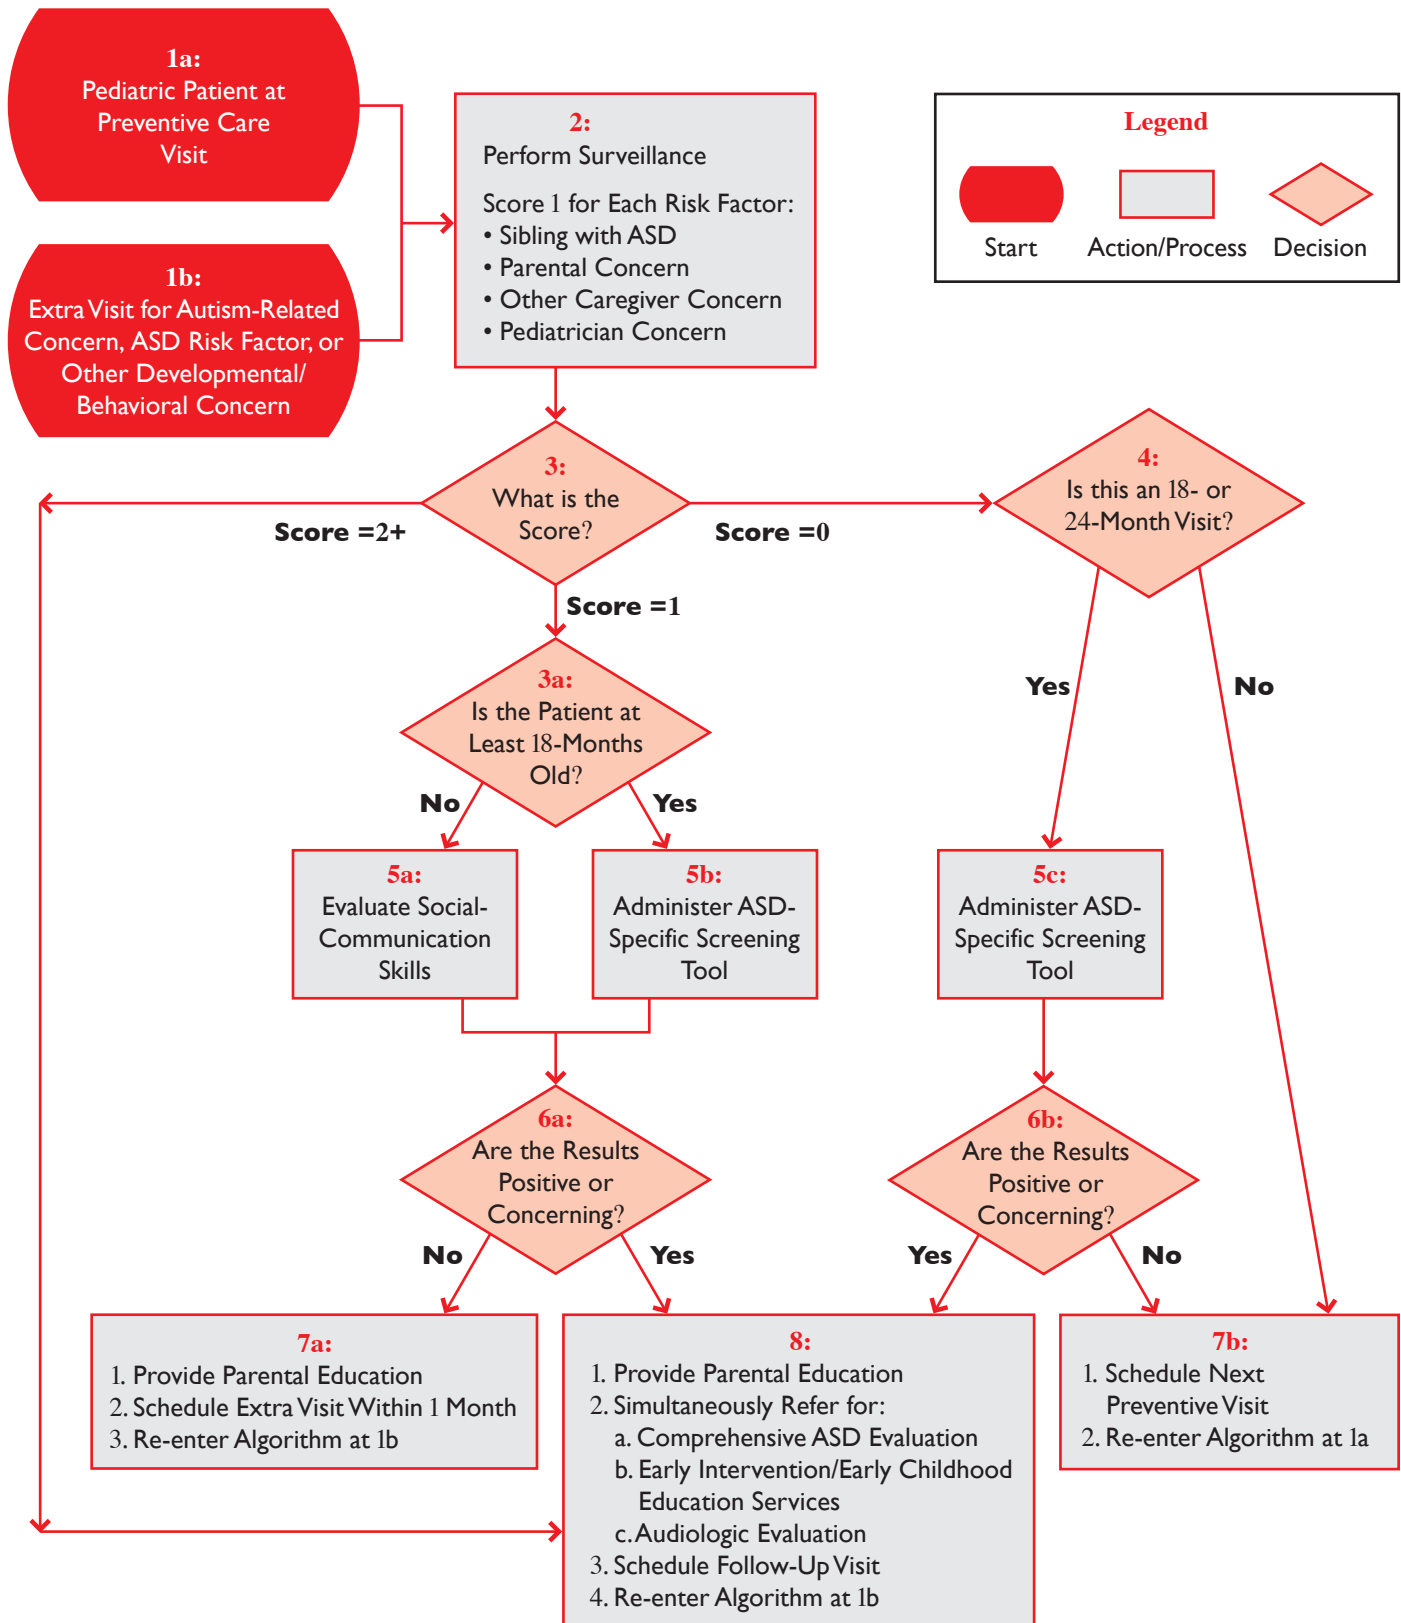 1a:
Pediatric Patient at
Preventive Care
Visit
1b:
Extra Visit for Autism-Related
Concern, ASD Risk Factor, or
Other Developmental/
Behavioral Concern
2:
Perform Surveillance
Score 1 for Each Risk Factor:
• Sibling with ASD
• Parental Concern
• Other Caregiver Concern
• Pediatrician Concern
Legend
Start
Action/Process
Decision
3:
What is the
Score?
Score =2+
Score =0
Score =1
4:
Is this an 18- or
24-Month Visit?
Yes
No
3a:
Is the Patient at
Least 18-Months
Old?
No
Yes
5a:
Evaluate Social-
Communication
Skills
5b:
Administer ASD-
Specific Screening
Tool
5c:
Administer ASD-
Specific Screening
Tool
6a:
Are the Results
Positive or
Concerning?
No
Yes
6b:
Are the Results
Positive or
Concerning?
Yes
No
7a:
1. Provide Parental Education
2. Schedule Extra Visit Within 1 Month
3. Re-enter Algorithm at 1b
8:
1. Provide Parental Education
2. Simultaneously Refer for:
a. Comprehensive ASD Evaluation
b. Early Intervention/Early Childhood
Education Services
c. Audiologic Evaluation
3. Schedule Follow-Up Visit
4. Re-enter Algorithm at 1b
7b:
1. Schedule Next
Preventive Visit
2. Re-enter Algorithm at 1a